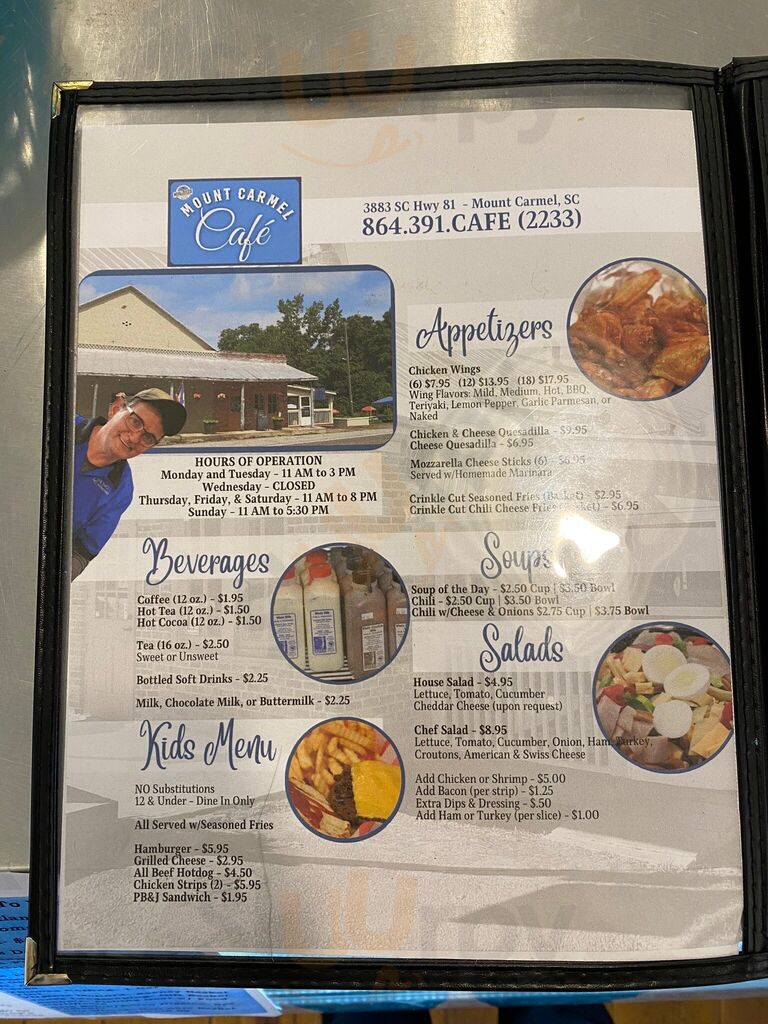 MOUNT CARMEL
Café
3883 SC Hwy 81 - Mount Carmel, SC
864.391.CAFE (2233)
HOURS OF OPERATION
Monday and Tuesday - 11 AM to 3 PM
Wednesday - CLOSED
Thursday, Friday, & Saturday - 11 AM to 8 PM
Sunday - 11 AM to 5:30 PM
Beverages
Coffee (12 oz.) - $1.95
Hot Tea (12 oz.) - $1.50
Hot Cocoa (12 oz.) - $1.50
Tea (16 oz.) - $2.50
Sweet or Unsweet
Bottled Soft Drinks - $2.25
Milk, Chocolate Milk, or Buttermilk - $2.25
Kids Menu
NO Substitutions
12 & Under - Dine In Only
All Served w/Seasoned Fries
Hamburger - $5.95
Grilled Cheese - $2.95
All Beef Hotdog - $4.50
Chicken Strips (2) - $5.95
PB&J Sandwich - $1.95
Appetizers
Chicken Wings
(6) $7.95 (12) $13.95 (18) $17.95
Wing Flavors: Mild, Medium, Hot, BBQ,
Teriyaki, Lemon Pepper, Garlic Parmesan, or
Naked
Chicken & Cheese Quesadilla - $9.95
Cheese Quesadilla - $6.95
Mozzarella Cheese Sticks (6) - $6.95
Served w/Homemade Marinara
Crinkle Cut Seasoned Fries (Basket) - $2.95
Crinkle Cut Chili Cheese Fries (Basket) - $6.95
Soups
Soup of the Day - $2.50 Cup | $3.50 Bowl
Chili - $2.50 Cup | $3.50 Bowl
Chili w/Cheese & Onions $2.75 Cup | $3.75 Bowl
Salads
House Salad - $4.95
Lettuce, Tomato, Cucumber
Cheddar Cheese (upon request)
Chef Salad - $8.95
Lettuce, Tomato, Cucumber, Onion, Ham, Turkey,
Croutons, American & Swiss Cheese
Add Chicken or Shrimp - $5.00
Add Bacon (per strip) - $1.25
Extra Dips & Dressing - $.50
Add Ham or Turkey (per slice) - $1.00